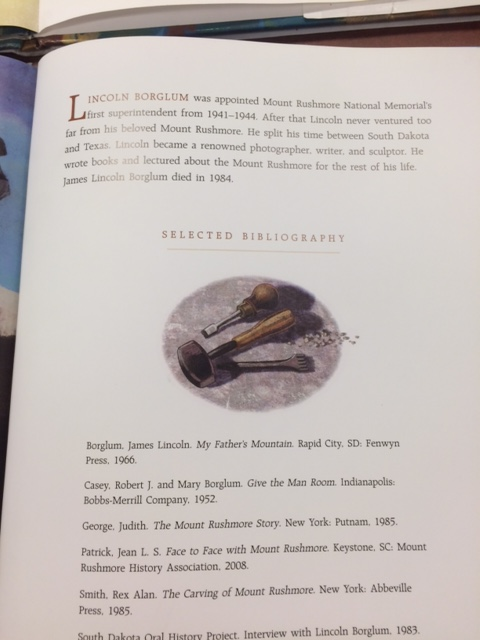 LINCOLN BORGLUM was appointed Mount Rushmore National Memorial's
first superintendent from 1941–1944. After that Lincoln never ventured too
far from his beloved Mount Rushmore. He split his time between South Dakota
and Texas. Lincoln became a renowned photographer, writer, and sculptor. He
wrote books and lectured about the Mount Rushmore for the rest of his life.
James Lincoln Borglum died in 1984.
SELECTED BIBLIOGRAPHY
Borglum, James Lincoln. My Father's Mountain. Rapid City, SD: Fenwyn
Press, 1966.
Casey, Robert J. and Mary Borglum. Give the Man Room. Indianapolis:
Bobbs-Merrill Company, 1952.
George, Judith. The Mount Rushmore Story. New York: Putnam, 1985.
Patrick, Jean L. S. Face to Face with Mount Rushmore. Keystone, SC: Mount
Rushmore History Association, 2008.
Smith, Rex Alan. The Carving of Mount Rushmore. New York: Abbeville
Press, 1985.
South Dakota Oral History Project. Interview with Lincoln Borglum, 1983.